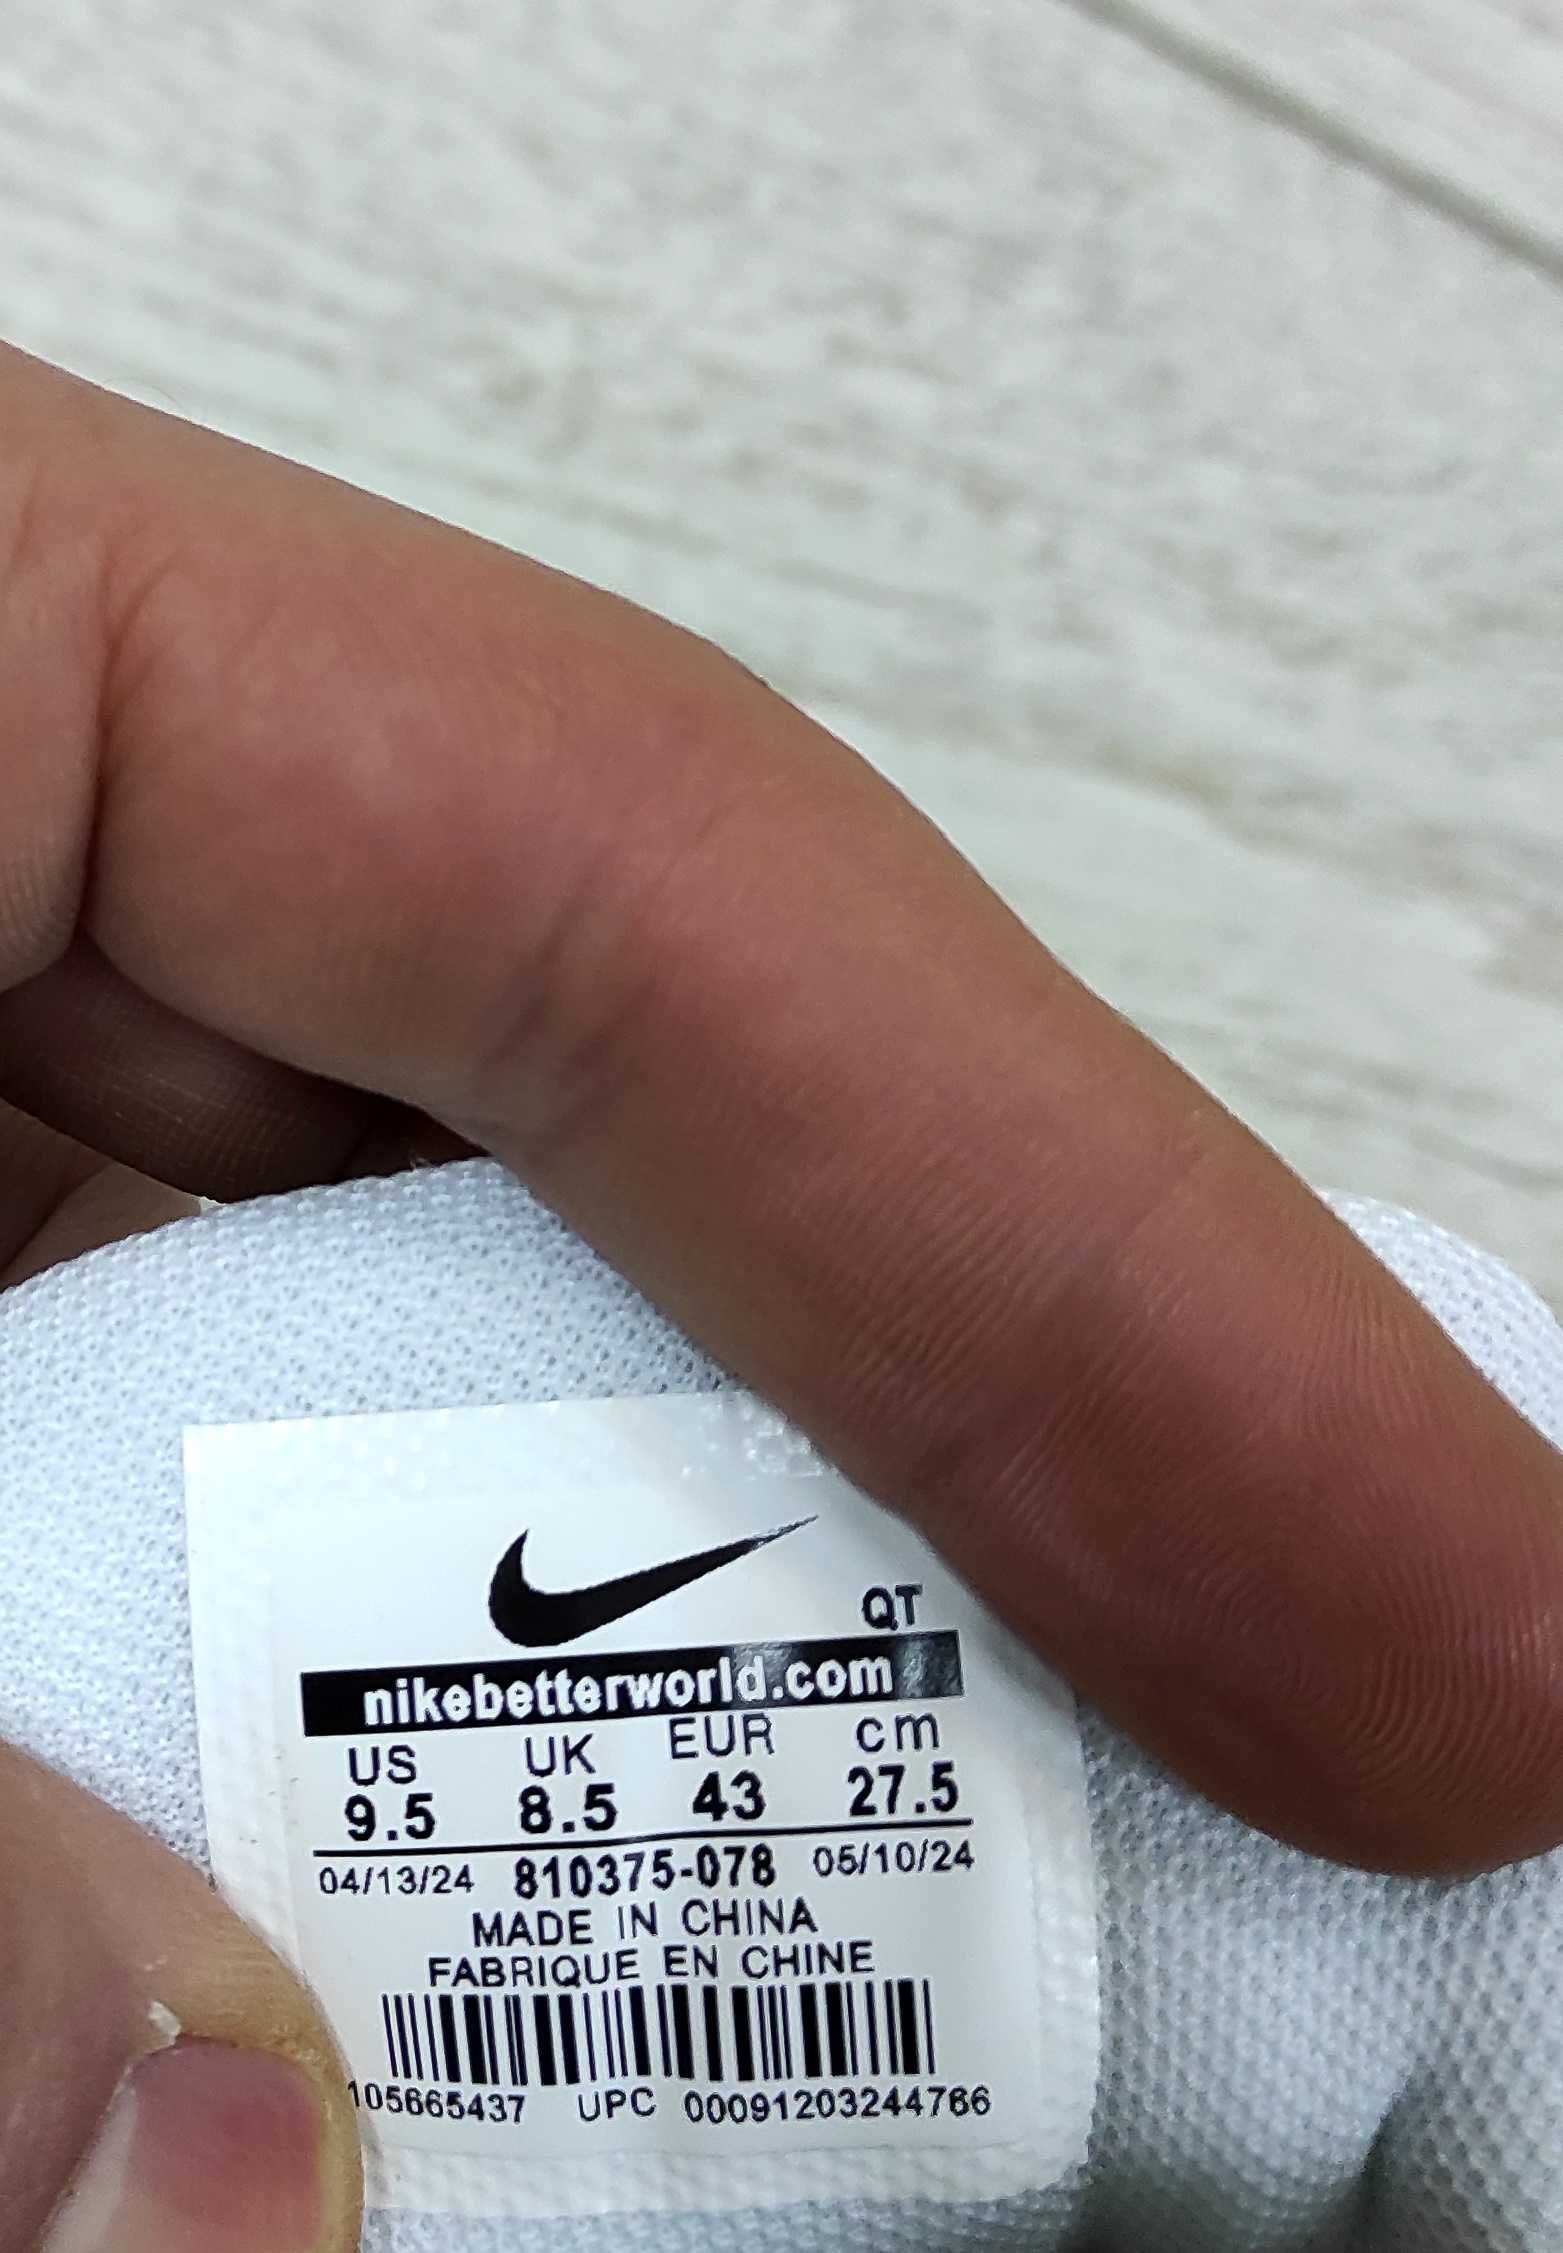 QT
nikebetterworld.com
US UK EUR cm
9.5 8.5 43 27.5
04/13/24 810375-078 05/10/24
MADE IN CHINA
FABRIQUE EN CHINE
105665437 UPC 00091203244766